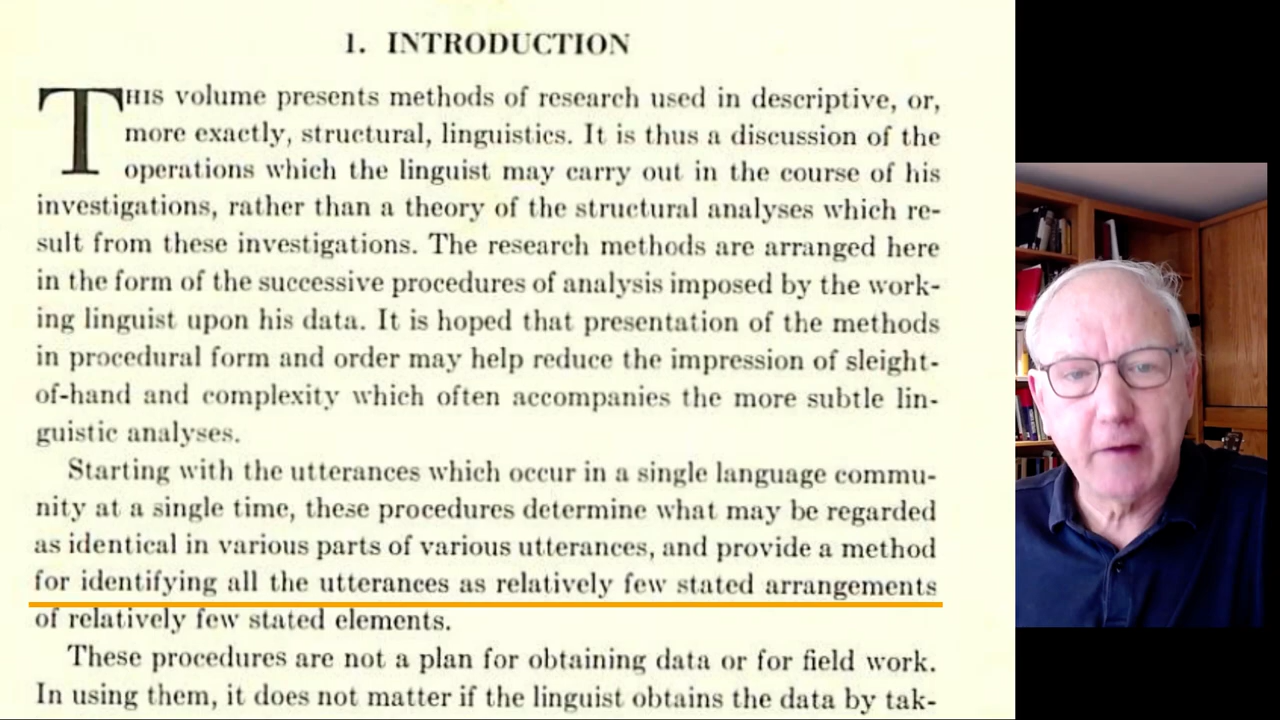 1. INTRODUCTION
THIS volume presents methods of research used in descriptive, or,
more exactly, structural, linguistics. It is thus a discussion of the
operations which the linguist may carry out in the course of his
investigations, rather than a theory of the structural analyses which re-
sult from these investigations. The research methods are arranged here
in the form of the successive procedures of analysis imposed by the work-
ing linguist upon his data. It is hoped that presentation of the methods
in procedural form and order may help reduce the impression of sleight-
of-hand and complexity which often accompanies the more subtle lin-
guistic analyses.
Starting with the utterances which occur in a single language commu-
nity at a single time, these procedures determine what may be regarded
as identical in various parts of various utterances, and provide a method
for identifying all the utterances as relatively few stated arrangements
of relatively few stated elements.
These procedures are not a plan for obtaining data or for field work.
In using them, it does not matter if the linguist obtains the data by tak-